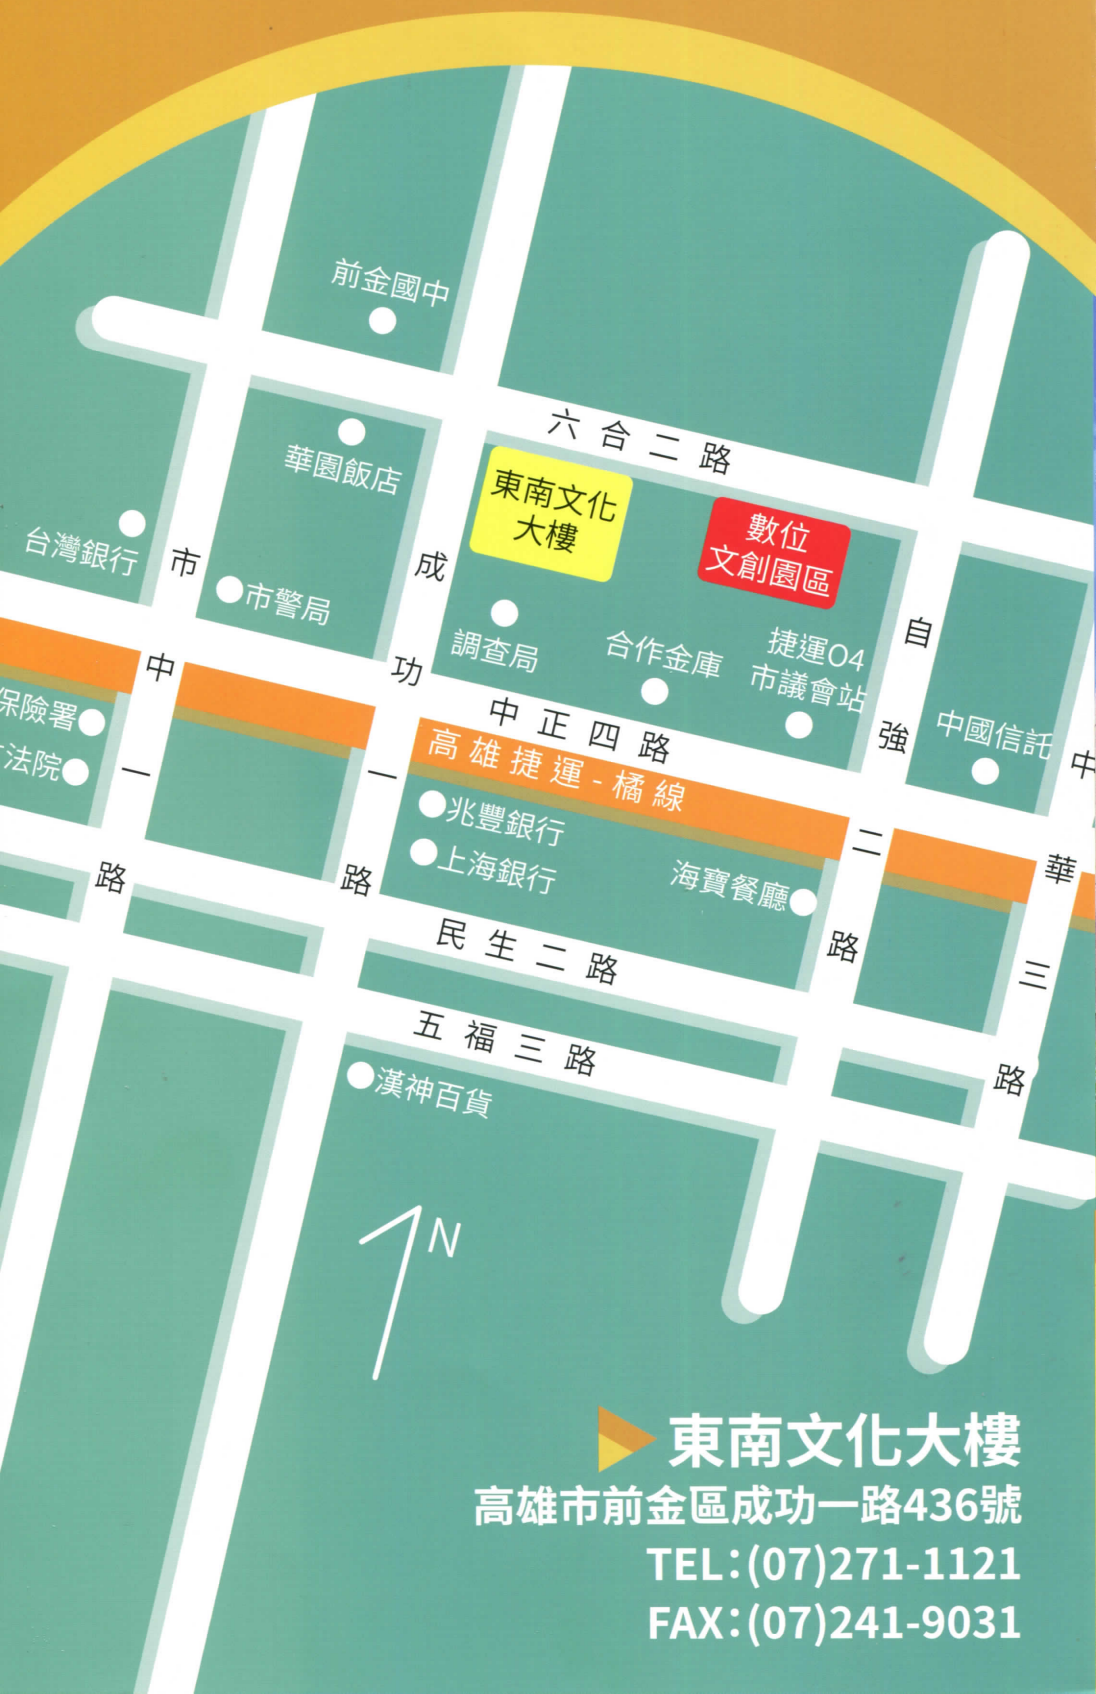 前金國中
六合二路
華園飯店
東南文化
大樓
數位
文創園區
台灣銀行
市中一路
市警局
成功一路
調查局
合作金庫
捷運O4
市議會站
自強二路
中國信託
中華三路
保險署
法院
中正四路
高雄捷運-橘線
兆豐銀行
上海銀行
海寶餐廳
民生二路
五福三路
漢神百貨
N
東南文化大樓
高雄市前金區成功一路436號
TEL:(07)271-1121
FAX:(07)241-9031